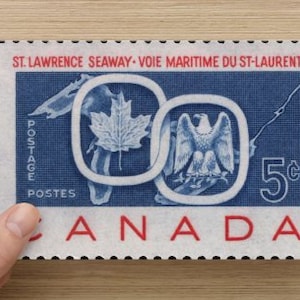 ST. LAWRENCE SEAWAY · VOIE MARITIME DU ST-LAURENT
POSTAGE
POSTES
5¢
CANADA